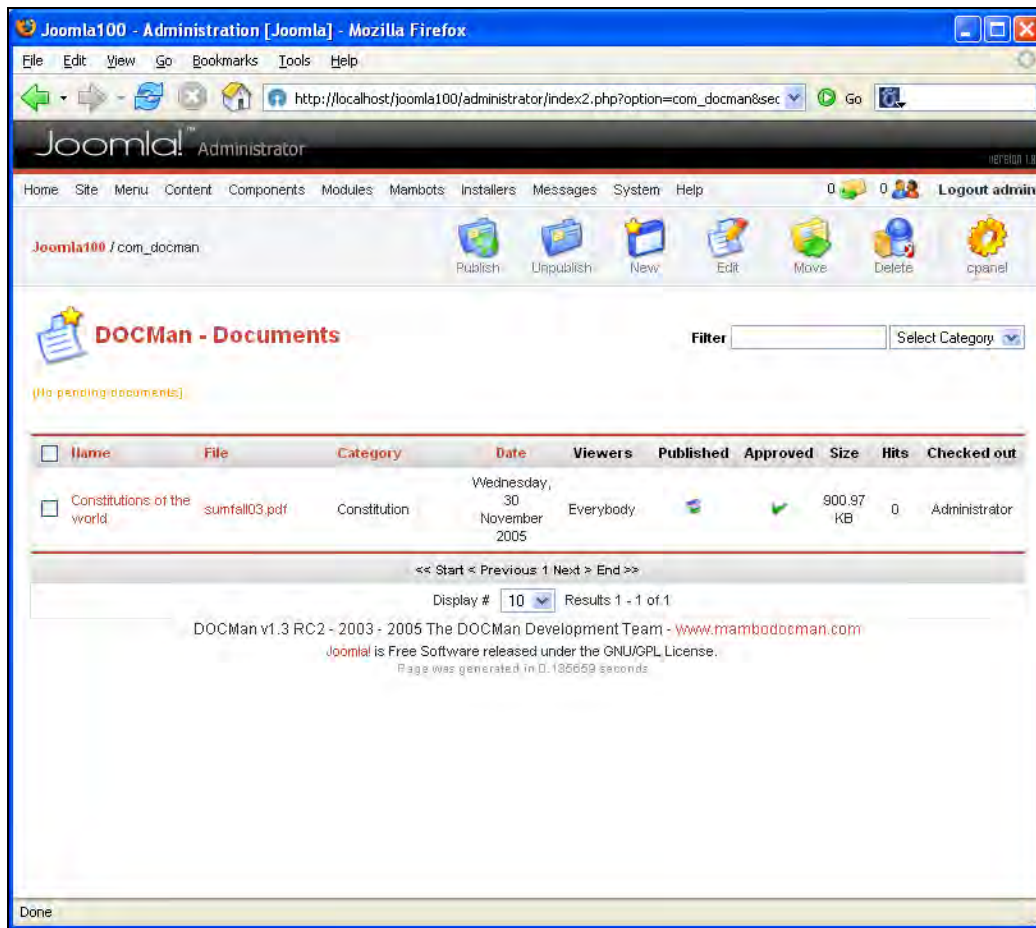 Joomla100 - Administration [Joomla] - Mozilla Firefox
File Edit View Go Bookmarks Tools Help
http://localhost/joomla100/administrator/index2.php?option=com_docman&sec Go
Joomla!™ Administrator
version 1.0
Home Site Menu Content Components Modules Mambots Installers Messages System Help 0 0 Logout admin
Joomla100 / com_docman
Publish Unpublish New Edit Move Delete cpanel
DOCMan - Documents
Filter Select Category
(No pending documents)
Name File Category Date Viewers Published Approved Size Hits Checked out
Constitutions of the world sumfall03.pdf Constitution Wednesday, 30 November 2005 Everybody 900.97 KB 0 Administrator
<< Start < Previous 1 Next > End >>
Display # 10 Results 1 - 1 of 1
DOCMan v1.3 RC2 - 2003 - 2005 The DOCMan Development Team - www.mambodocman.com
Joomla! is Free Software released under the GNU/GPL License.
Page was generated in 0.135659 seconds
Done